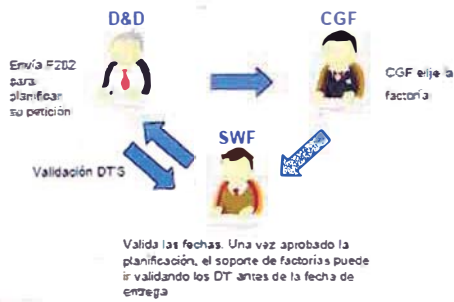 D&D
CGF
Envía F202
para
planificar
su petición
CGF elije la
factoría
SWF
Validación DTS
Valida las fechas. Una vez aprobado la
planificación, el soporte de factorias puede
ir validando los DT antes de la fecha de
entrega